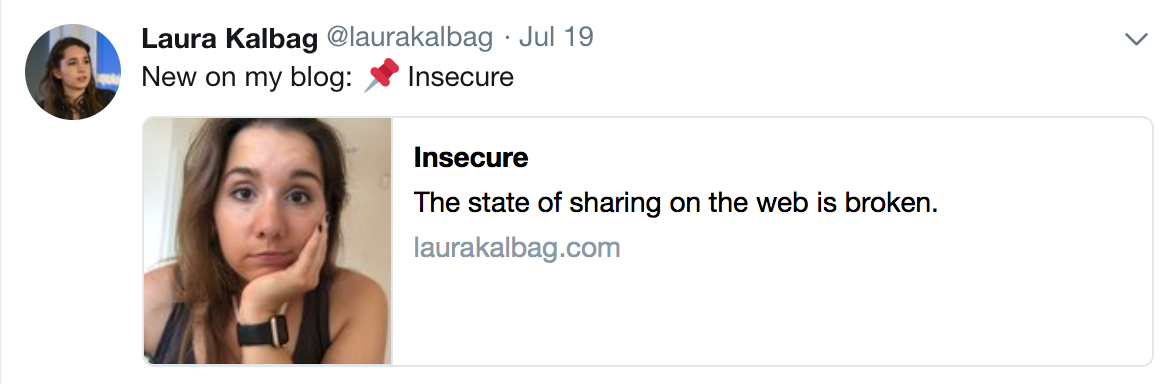 Laura Kalbag @laurakalbag · Jul 19
New on my blog: 📌 Insecure
Insecure
The state of sharing on the web is broken.
laurakalbag.com